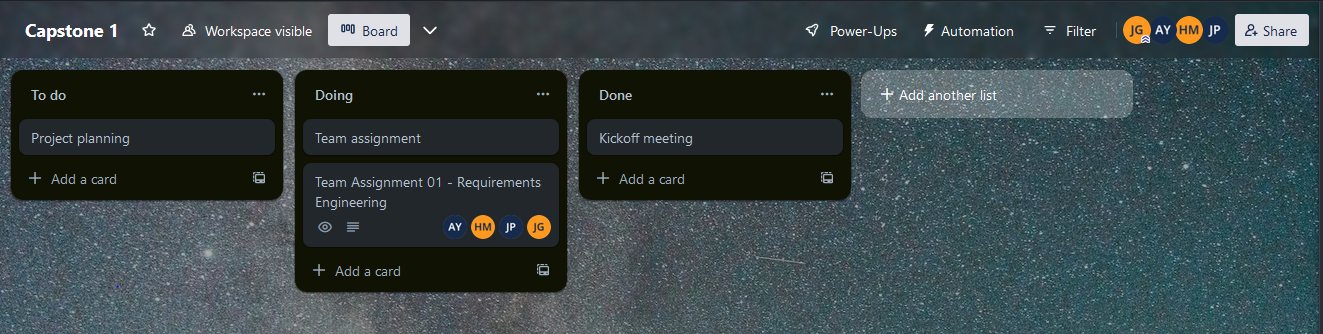 Capstone 1
Workspace visible
Board
Power-Ups
Automation
Filter
JG AY HM JP
Share
To do
Project planning
Add a card
Doing
Team assignment
Team Assignment 01 - Requirements
Engineering
AY HM JP JG
Add a card
Done
Kickoff meeting
Add a card
Add another list